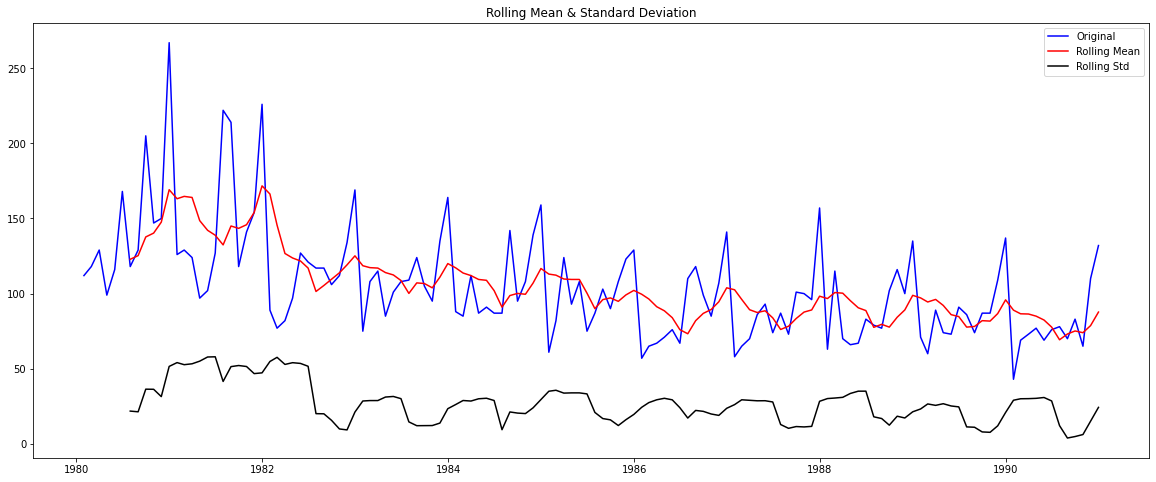 Rolling Mean & Standard Deviation
Original
Rolling Mean
Rolling Std
250
200
150
100
50
0
1980 1982 1984 1986 1988 1990